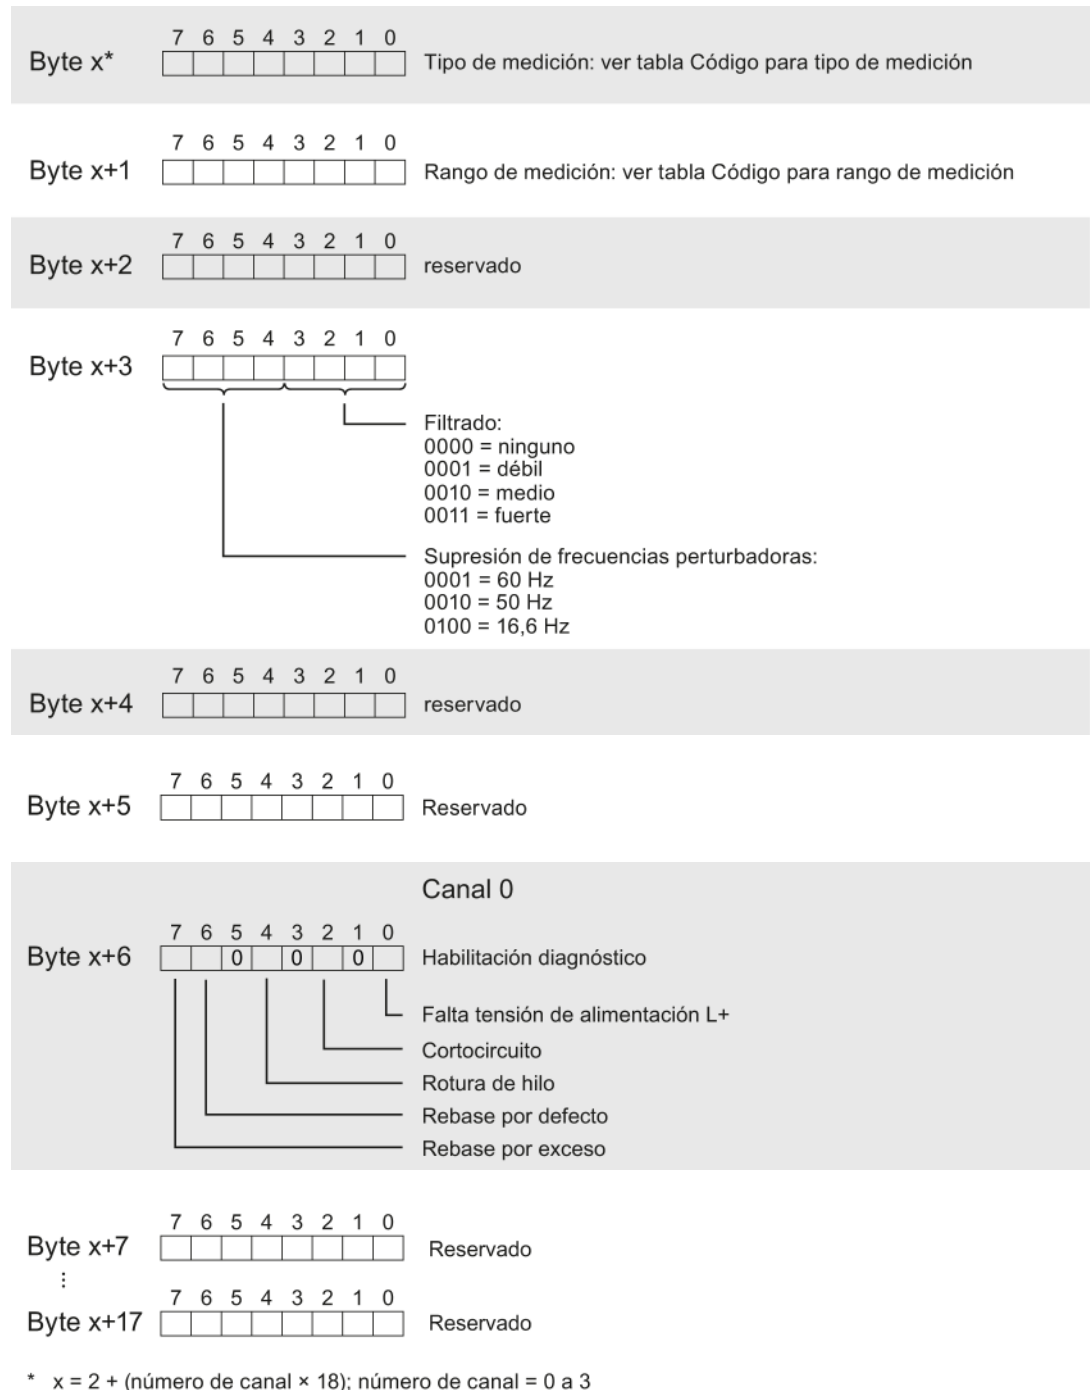 7 6 5 4 3 2 1 0
Byte x* Tipo de medición: ver tabla Código para tipo de medición
7 6 5 4 3 2 1 0
Byte x+1 Rango de medición: ver tabla Código para rango de medición
7 6 5 4 3 2 1 0
Byte x+2 reservado
7 6 5 4 3 2 1 0
Byte x+3
Filtrado:
0000 = ninguno
0001 = débil
0010 = medio
0011 = fuerte
Supresión de frecuencias perturbadoras:
0001 = 60 Hz
0010 = 50 Hz
0100 = 16,6 Hz
7 6 5 4 3 2 1 0
Byte x+4 reservado
7 6 5 4 3 2 1 0
Byte x+5 Reservado
Canal 0
7 6 5 4 3 2 1 0
Byte x+6 0 0 0 Habilitación diagnóstico
Falta tensión de alimentación L+
Cortocircuito
Rotura de hilo
Rebase por defecto
Rebase por exceso
7 6 5 4 3 2 1 0
Byte x+7 Reservado
⋮
7 6 5 4 3 2 1 0
Byte x+17 Reservado
* x = 2 + (número de canal × 18); número de canal = 0 a 3